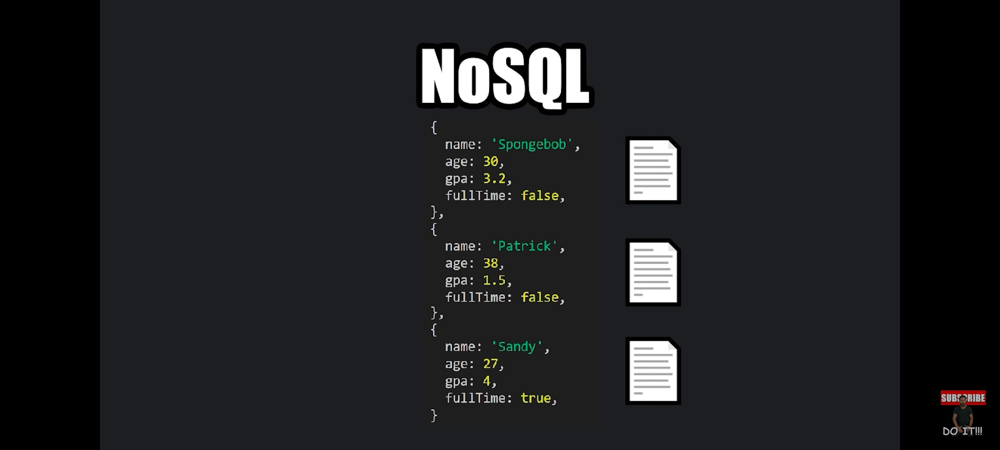 NoSQL
{
name: 'Spongebob',
age: 30,
gpa: 3.2,
fullTime: false,
},
{
name: 'Patrick',
age: 38,
gpa: 1.5,
fullTime: false,
},
{
name: 'Sandy',
age: 27,
gpa: 4,
fullTime: true,
}
SUBSCRIBE
DO IT!!!